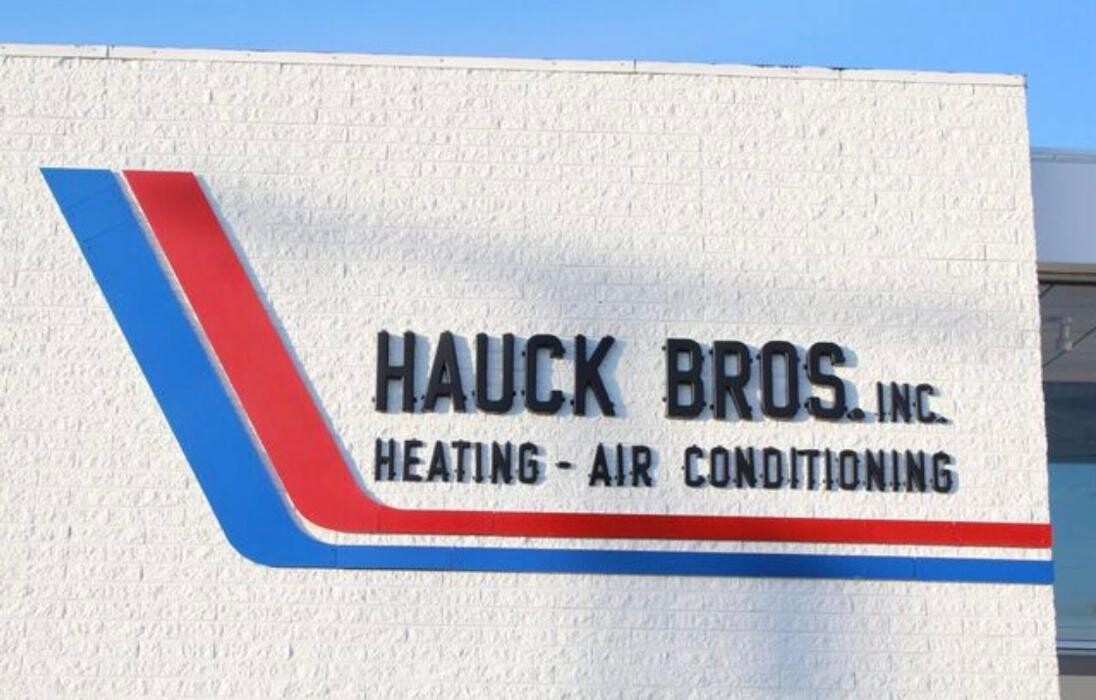 HAUCK BROS. INC.
HEATING - AIR CONDITIONING